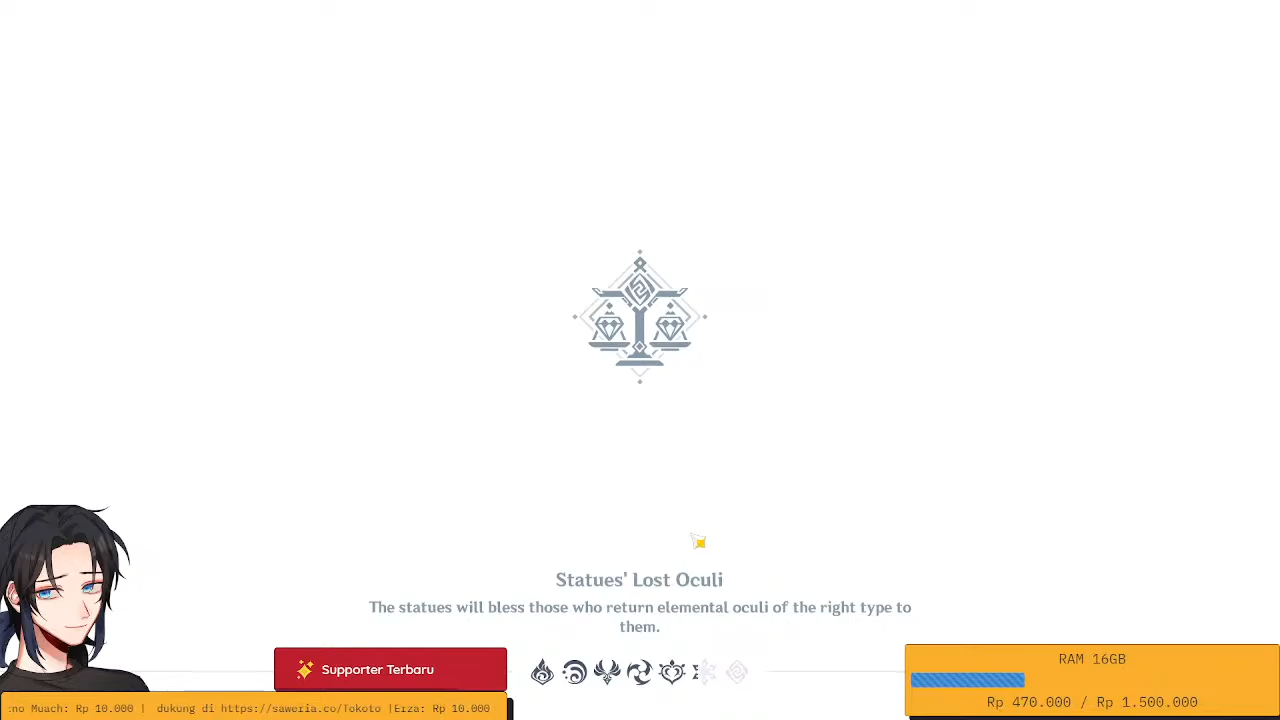 Statues' Lost Oculi
The statues will bless those who return elemental oculi of the right type to
them.
Supporter Terbaru
:no Muach: Rp 10.000 | dukung di https://saweria.co/Tokoto |Erza: Rp 10.000
RAM 16GB
Rp 470.000 / Rp 1.500.000